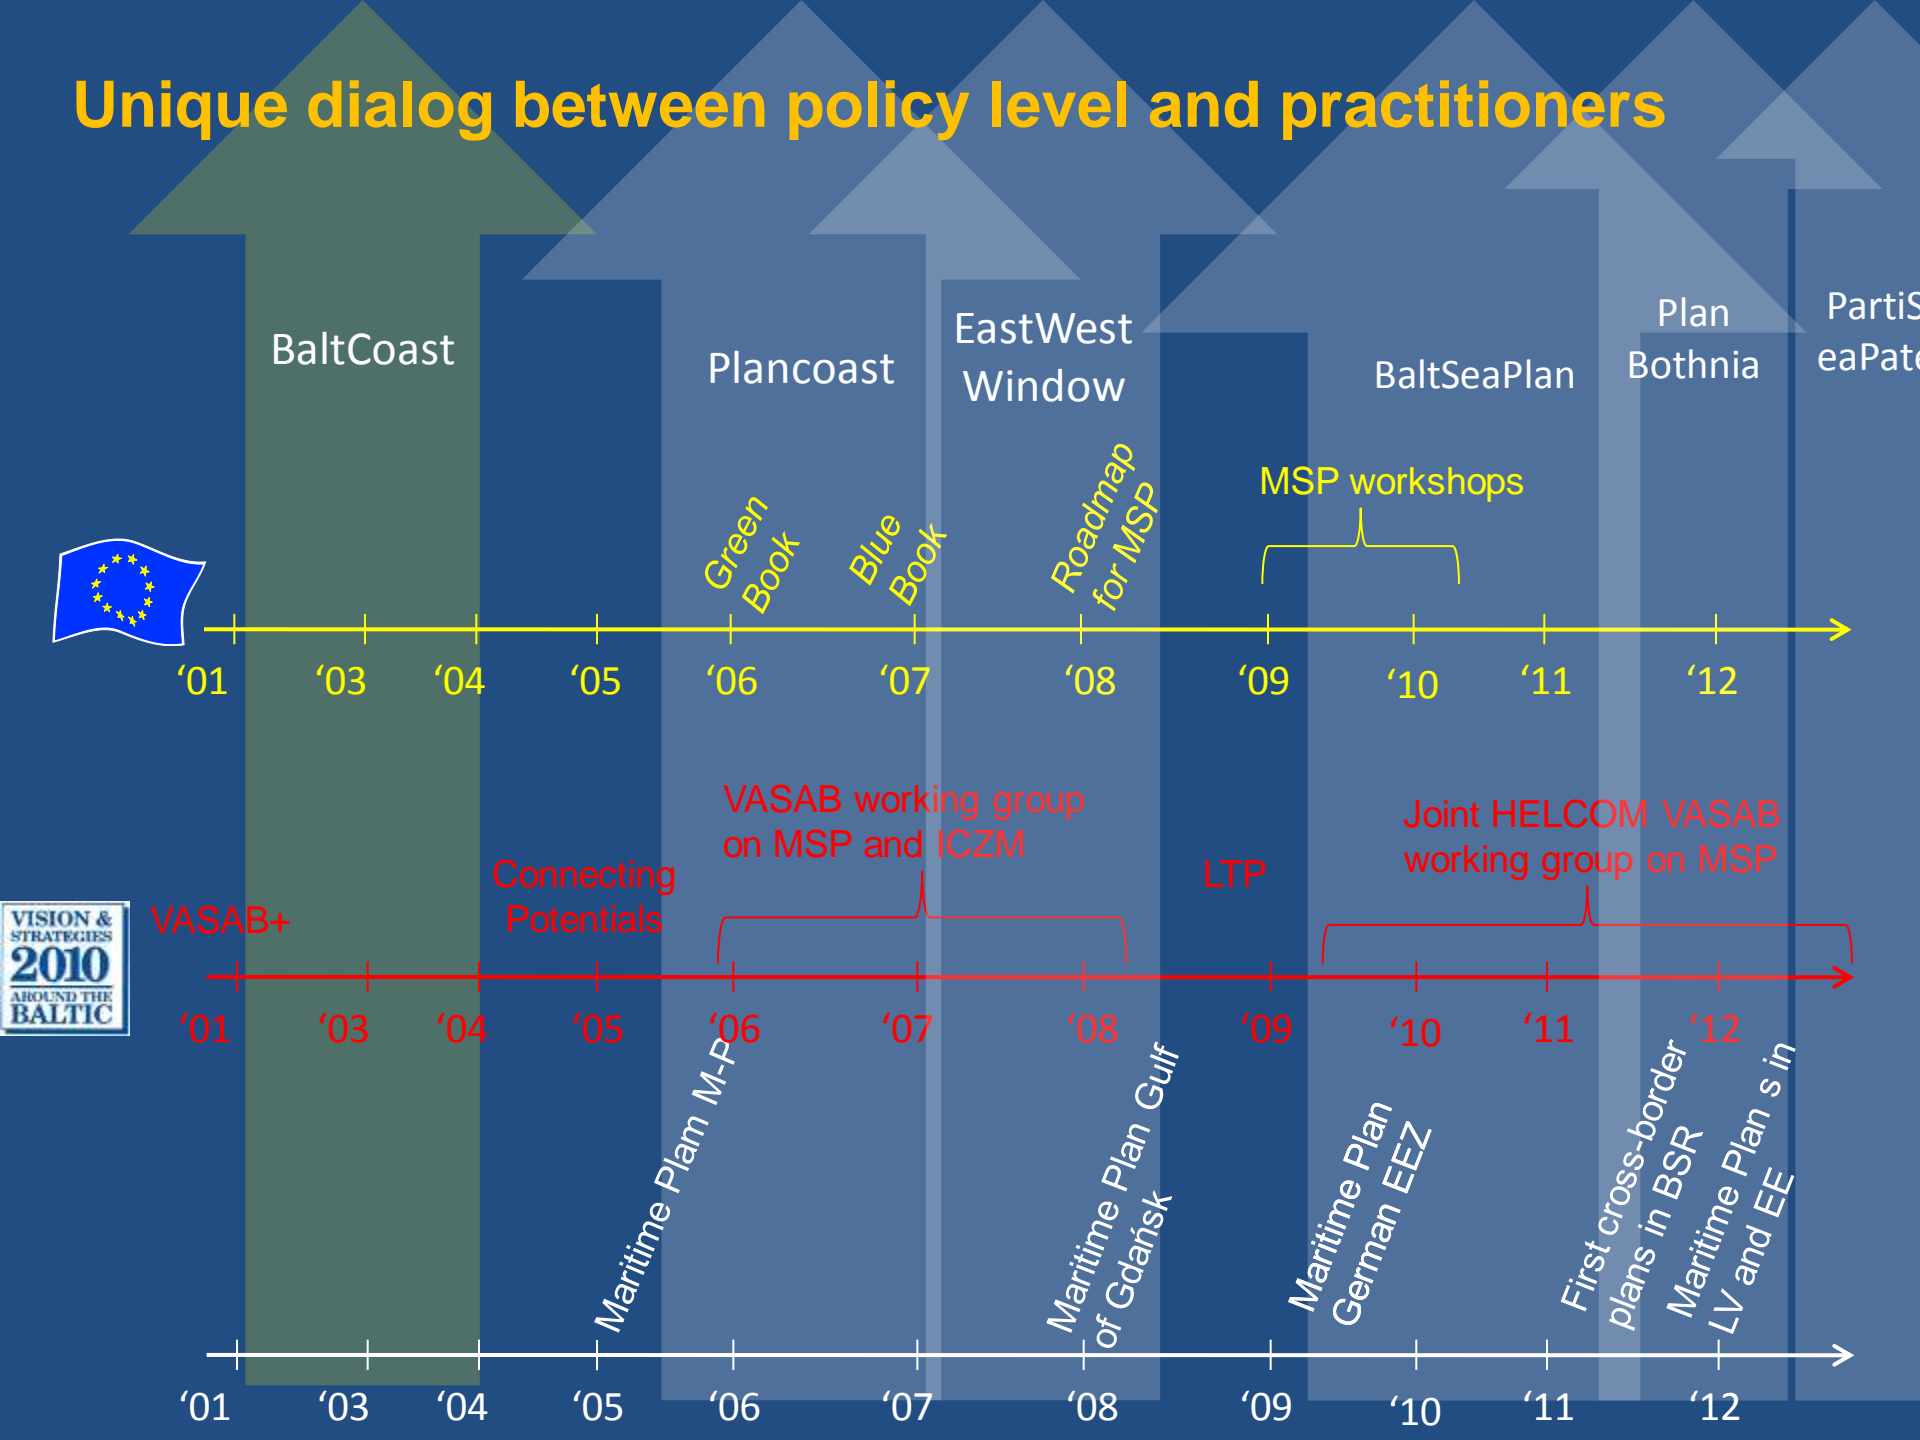 Unique dialog between policy level and practitioners
BaltCoast
Plancoast
EastWest
Window
BaltSeaPlan
Plan
Bothnia
PartiS
eaPate
Green
Book
Blue
Book
Roadmap
for MSP
MSP workshops
‘01 ‘03 ‘04 ‘05 ‘06 ‘07 ‘08 ‘09 ‘10 ‘11 ‘12
VASAB+
Connecting
Potentials
VASAB working group
on MSP and ICZM
LTP
Joint HELCOM VASAB
working group on MSP
VISION &
STRATEGIES
2010
AROUND THE
BALTIC
‘01 ‘03 ‘04 ‘05 ‘06 ‘07 ‘08 ‘09 ‘10 ‘11 ‘12
Maritime Plam M-P
Maritime Plan Gulf
of Gdańsk
Maritime Plan
German EEZ
First cross-border
plans in BSR
Maritime Plan s in
LV and EE
‘01 ‘03 ‘04 ‘05 ‘06 ‘07 ‘08 ‘09 ‘10 ‘11 ‘12